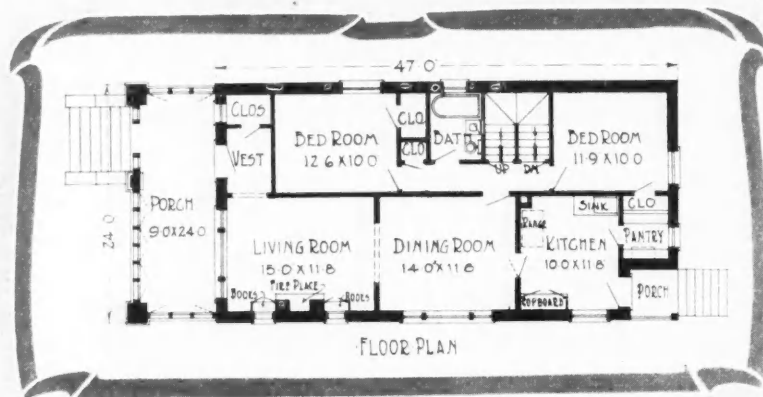 47-0
CLOS
BED ROOM
12.6 X 10.0
CLO
CLO
BATH
UP
DN
BED ROOM
11.9 X 10.0
VEST
PORCH
9.0 X 24.0
24.0
LIVING ROOM
15.0 X 11.8
BOOKS
FIRE PLACE
BOOKS
DINING ROOM
14.0 X 11.8
RANGE
SINK
KITCHEN
10.0 X 11.8
CUPBOARD
CLO
PANTRY
PORCH
FLOOR PLAN